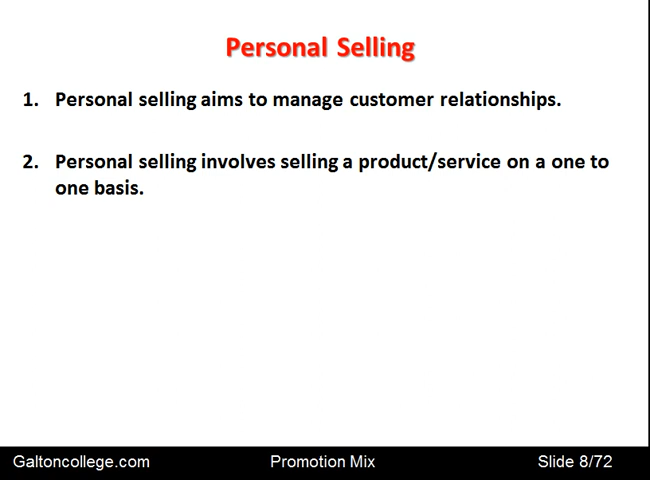 Personal Selling
1. Personal selling aims to manage customer relationships.
2. Personal selling involves selling a product/service on a one to
one basis.
Galtoncollege.com Promotion Mix Slide 8/72